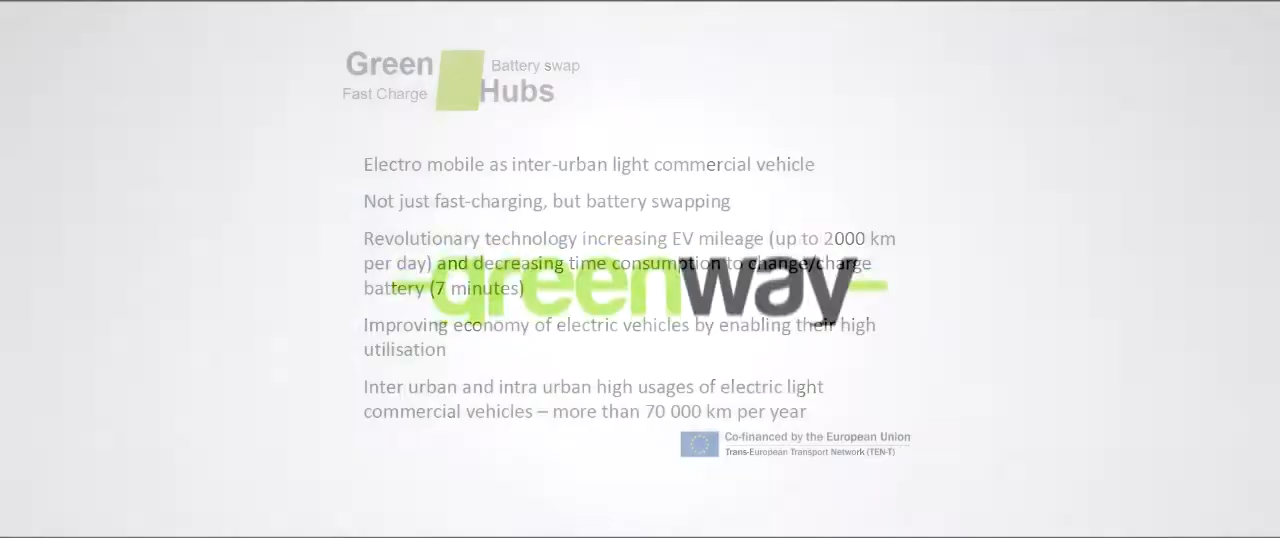 Green
Battery swap
Fast Charge
Hubs
Electro mobile as inter-urban light commercial vehicle
Not just fast-charging, but battery swapping
Revolutionary technology increasing EV mileage (up to 2000 km
per day) and decreasing time consumption to change/charge
battery (7 minutes)
-greenway-
Improving economy of electric vehicles by enabling their high
utilisation
Inter urban and intra urban high usages of electric light
commercial vehicles – more than 70 000 km per year
Co-financed by the European Union
Trans-European Transport Network (TEN-T)